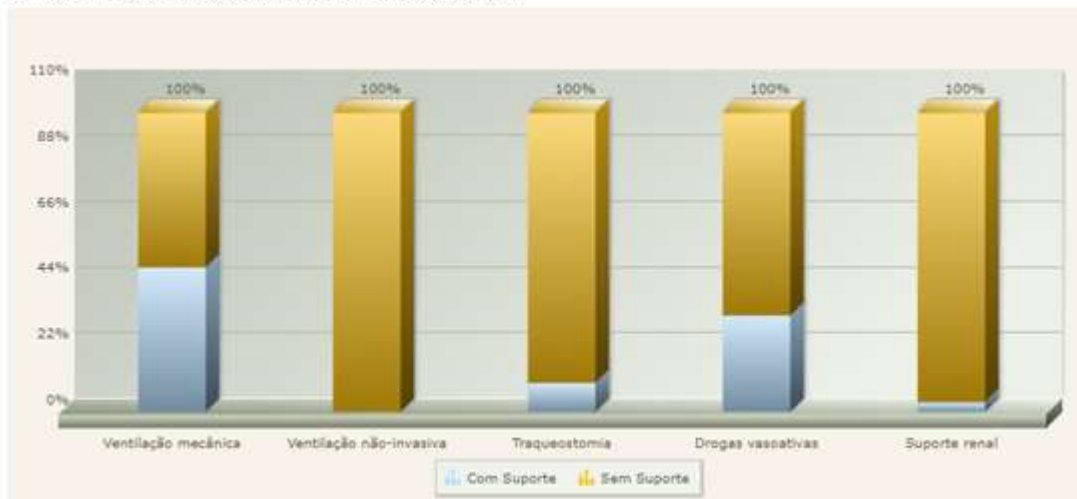 110%
100% 100% 100% 100% 100%
88%
66%
44%
22%
0%
Ventilação mecânica Ventilação não-invasiva Traqueostomia Drogas vasoativas Suporte renal
Com Suporte Sem Suporte